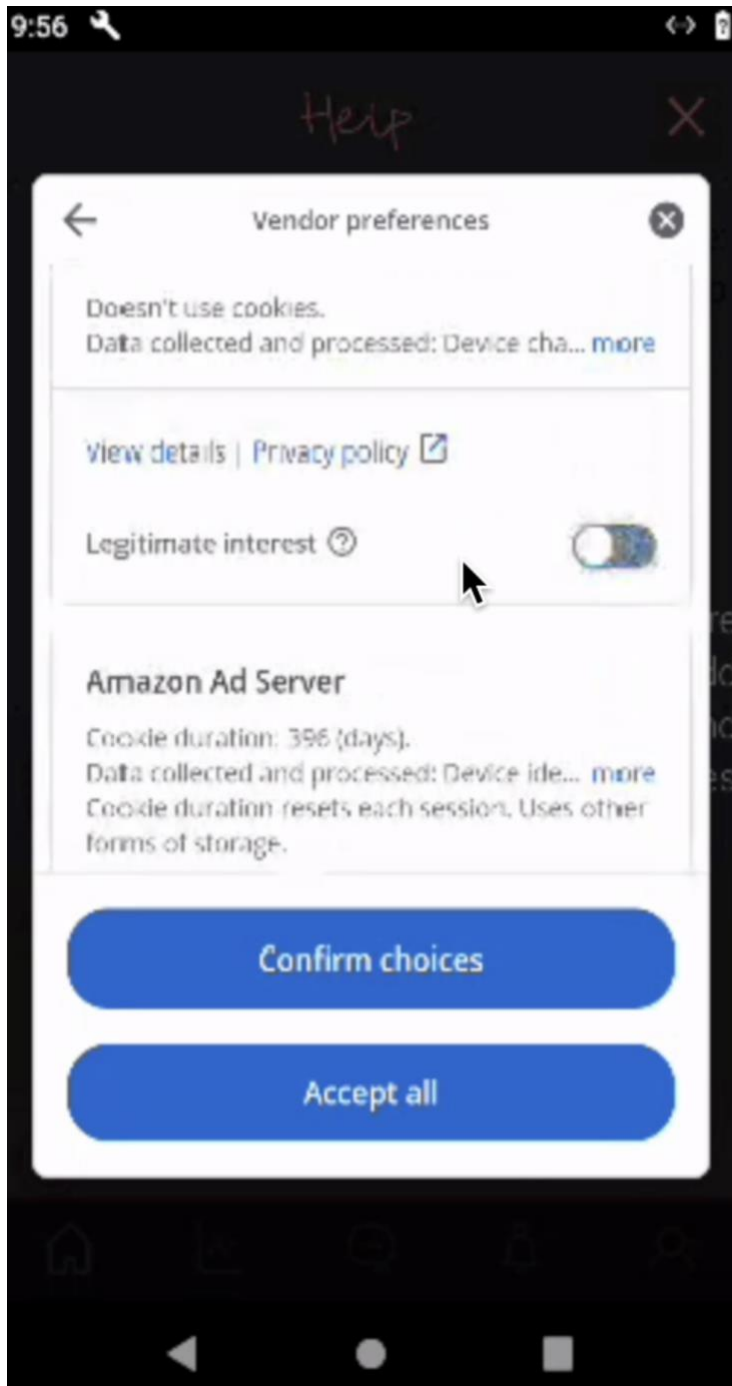 9:56
Help
Vendor preferences
Doesn't use cookies.
Data collected and processed: Device cha... more
View details | Privacy policy
Legitimate interest
Amazon Ad Server
Cookie duration: 396 (days).
Data collected and processed: Device ide... more
Cookie duration resets each session. Uses other
forms of storage.
Confirm choices
Accept all